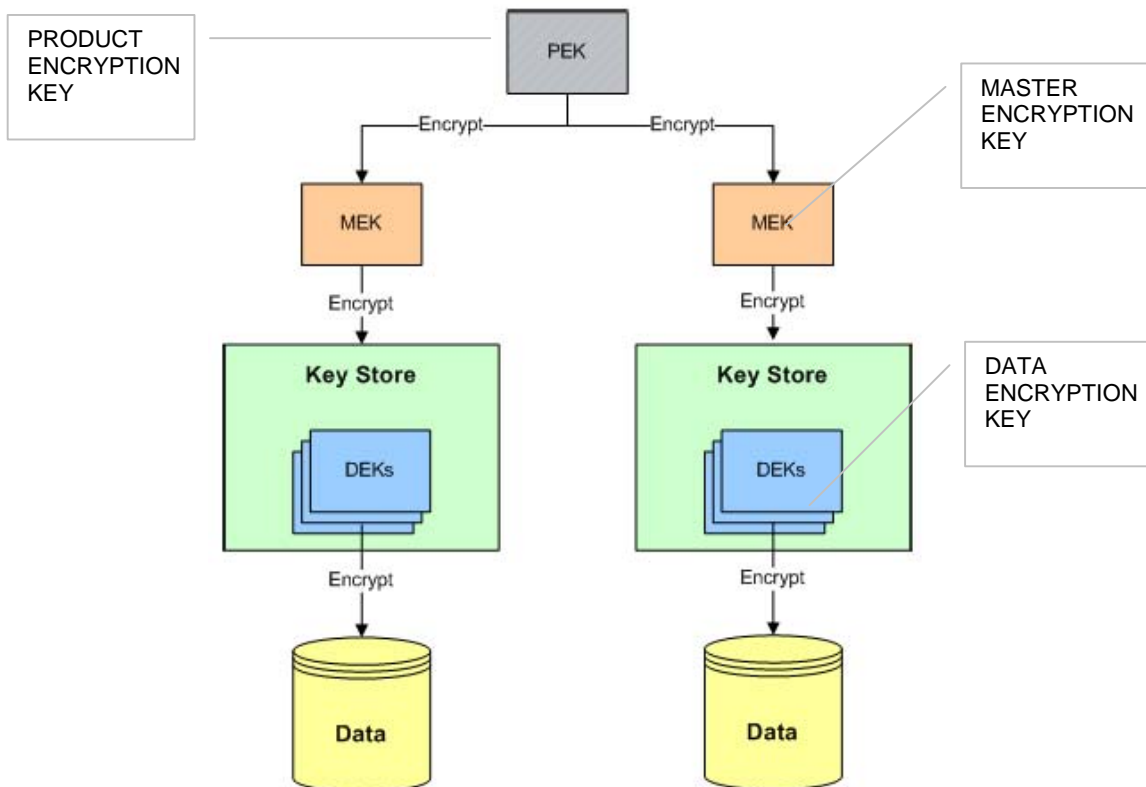 PRODUCT
ENCRYPTION
KEY
PEK
MASTER
ENCRYPTION
KEY
Encrypt
Encrypt
MEK
MEK
Encrypt
Encrypt
Key Store
Key Store
DATA
ENCRYPTION
KEY
DEKs
DEKs
Encrypt
Encrypt
Data
Data